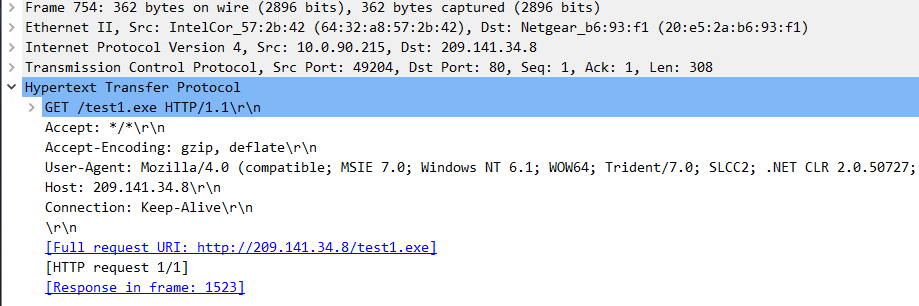 Frame 754: 362 bytes on wire (2896 bits), 362 bytes captured (2896 bits)
Ethernet II, Src: IntelCor_57:2b:42 (64:32:a8:57:2b:42), Dst: Netgear_b6:93:f1 (20:e5:2a:b6:93:f1)
Internet Protocol Version 4, Src: 10.0.90.215, Dst: 209.141.34.8
Transmission Control Protocol, Src Port: 49204, Dst Port: 80, Seq: 1, Ack: 1, Len: 308
Hypertext Transfer Protocol
GET /test1.exe HTTP/1.1\r\n
Accept: */*\r\n
Accept-Encoding: gzip, deflate\r\n
User-Agent: Mozilla/4.0 (compatible; MSIE 7.0; Windows NT 6.1; WOW64; Trident/7.0; SLCC2; .NET CLR 2.0.50727;
Host: 209.141.34.8\r\n
Connection: Keep-Alive\r\n
\r\n
[Full request URI: http://209.141.34.8/test1.exe]
[HTTP request 1/1]
[Response in frame: 1523]